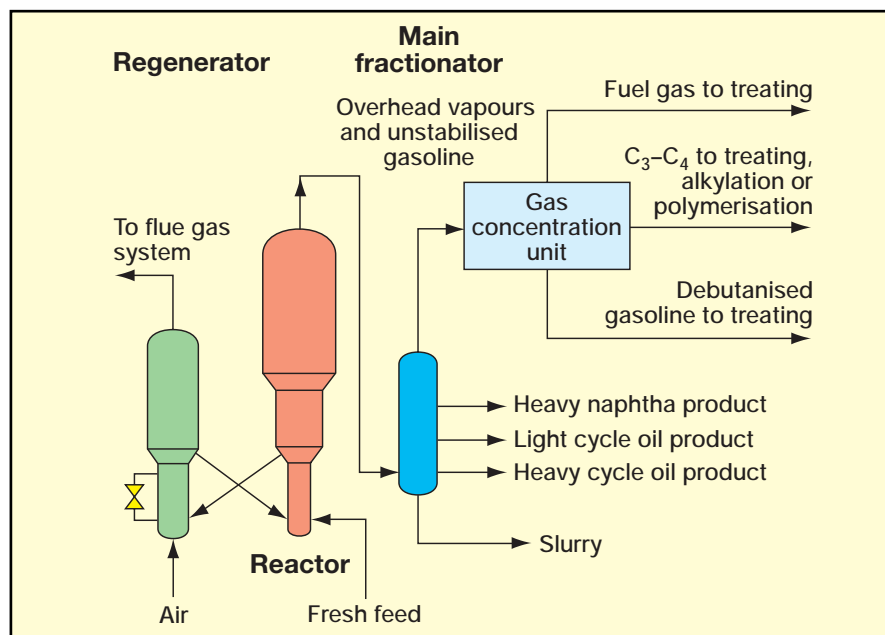 Regenerator
Main
fractionator
Overhead vapours
and unstabilised
gasoline
Fuel gas to treating
C₃–C₄ to treating,
alkylation or
polymerisation
Gas
concentration
unit
To flue gas
system
Debutanised
gasoline to treating
Heavy naphtha product
Light cycle oil product
Heavy cycle oil product
Slurry
Reactor
Air
Fresh feed